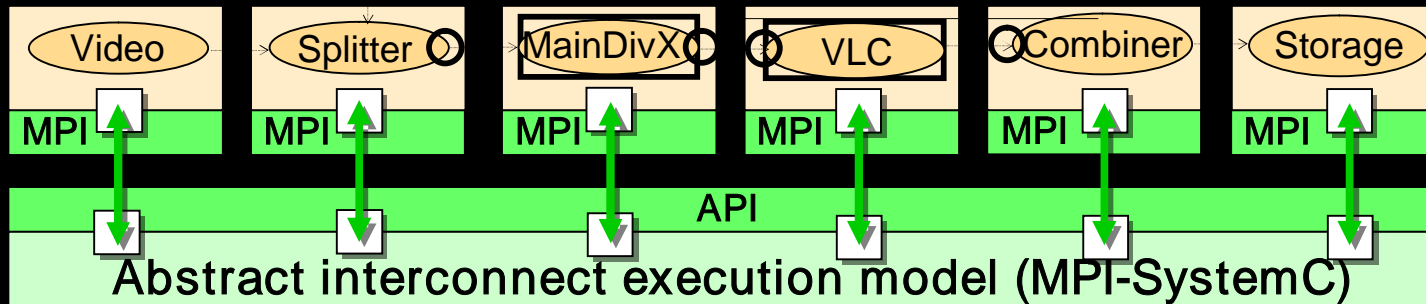 Video Splitter MainDivX VLC Combiner Storage
MPI MPI MPI MPI MPI MPI
API
Abstract interconnect execution model (MPI-SystemC)